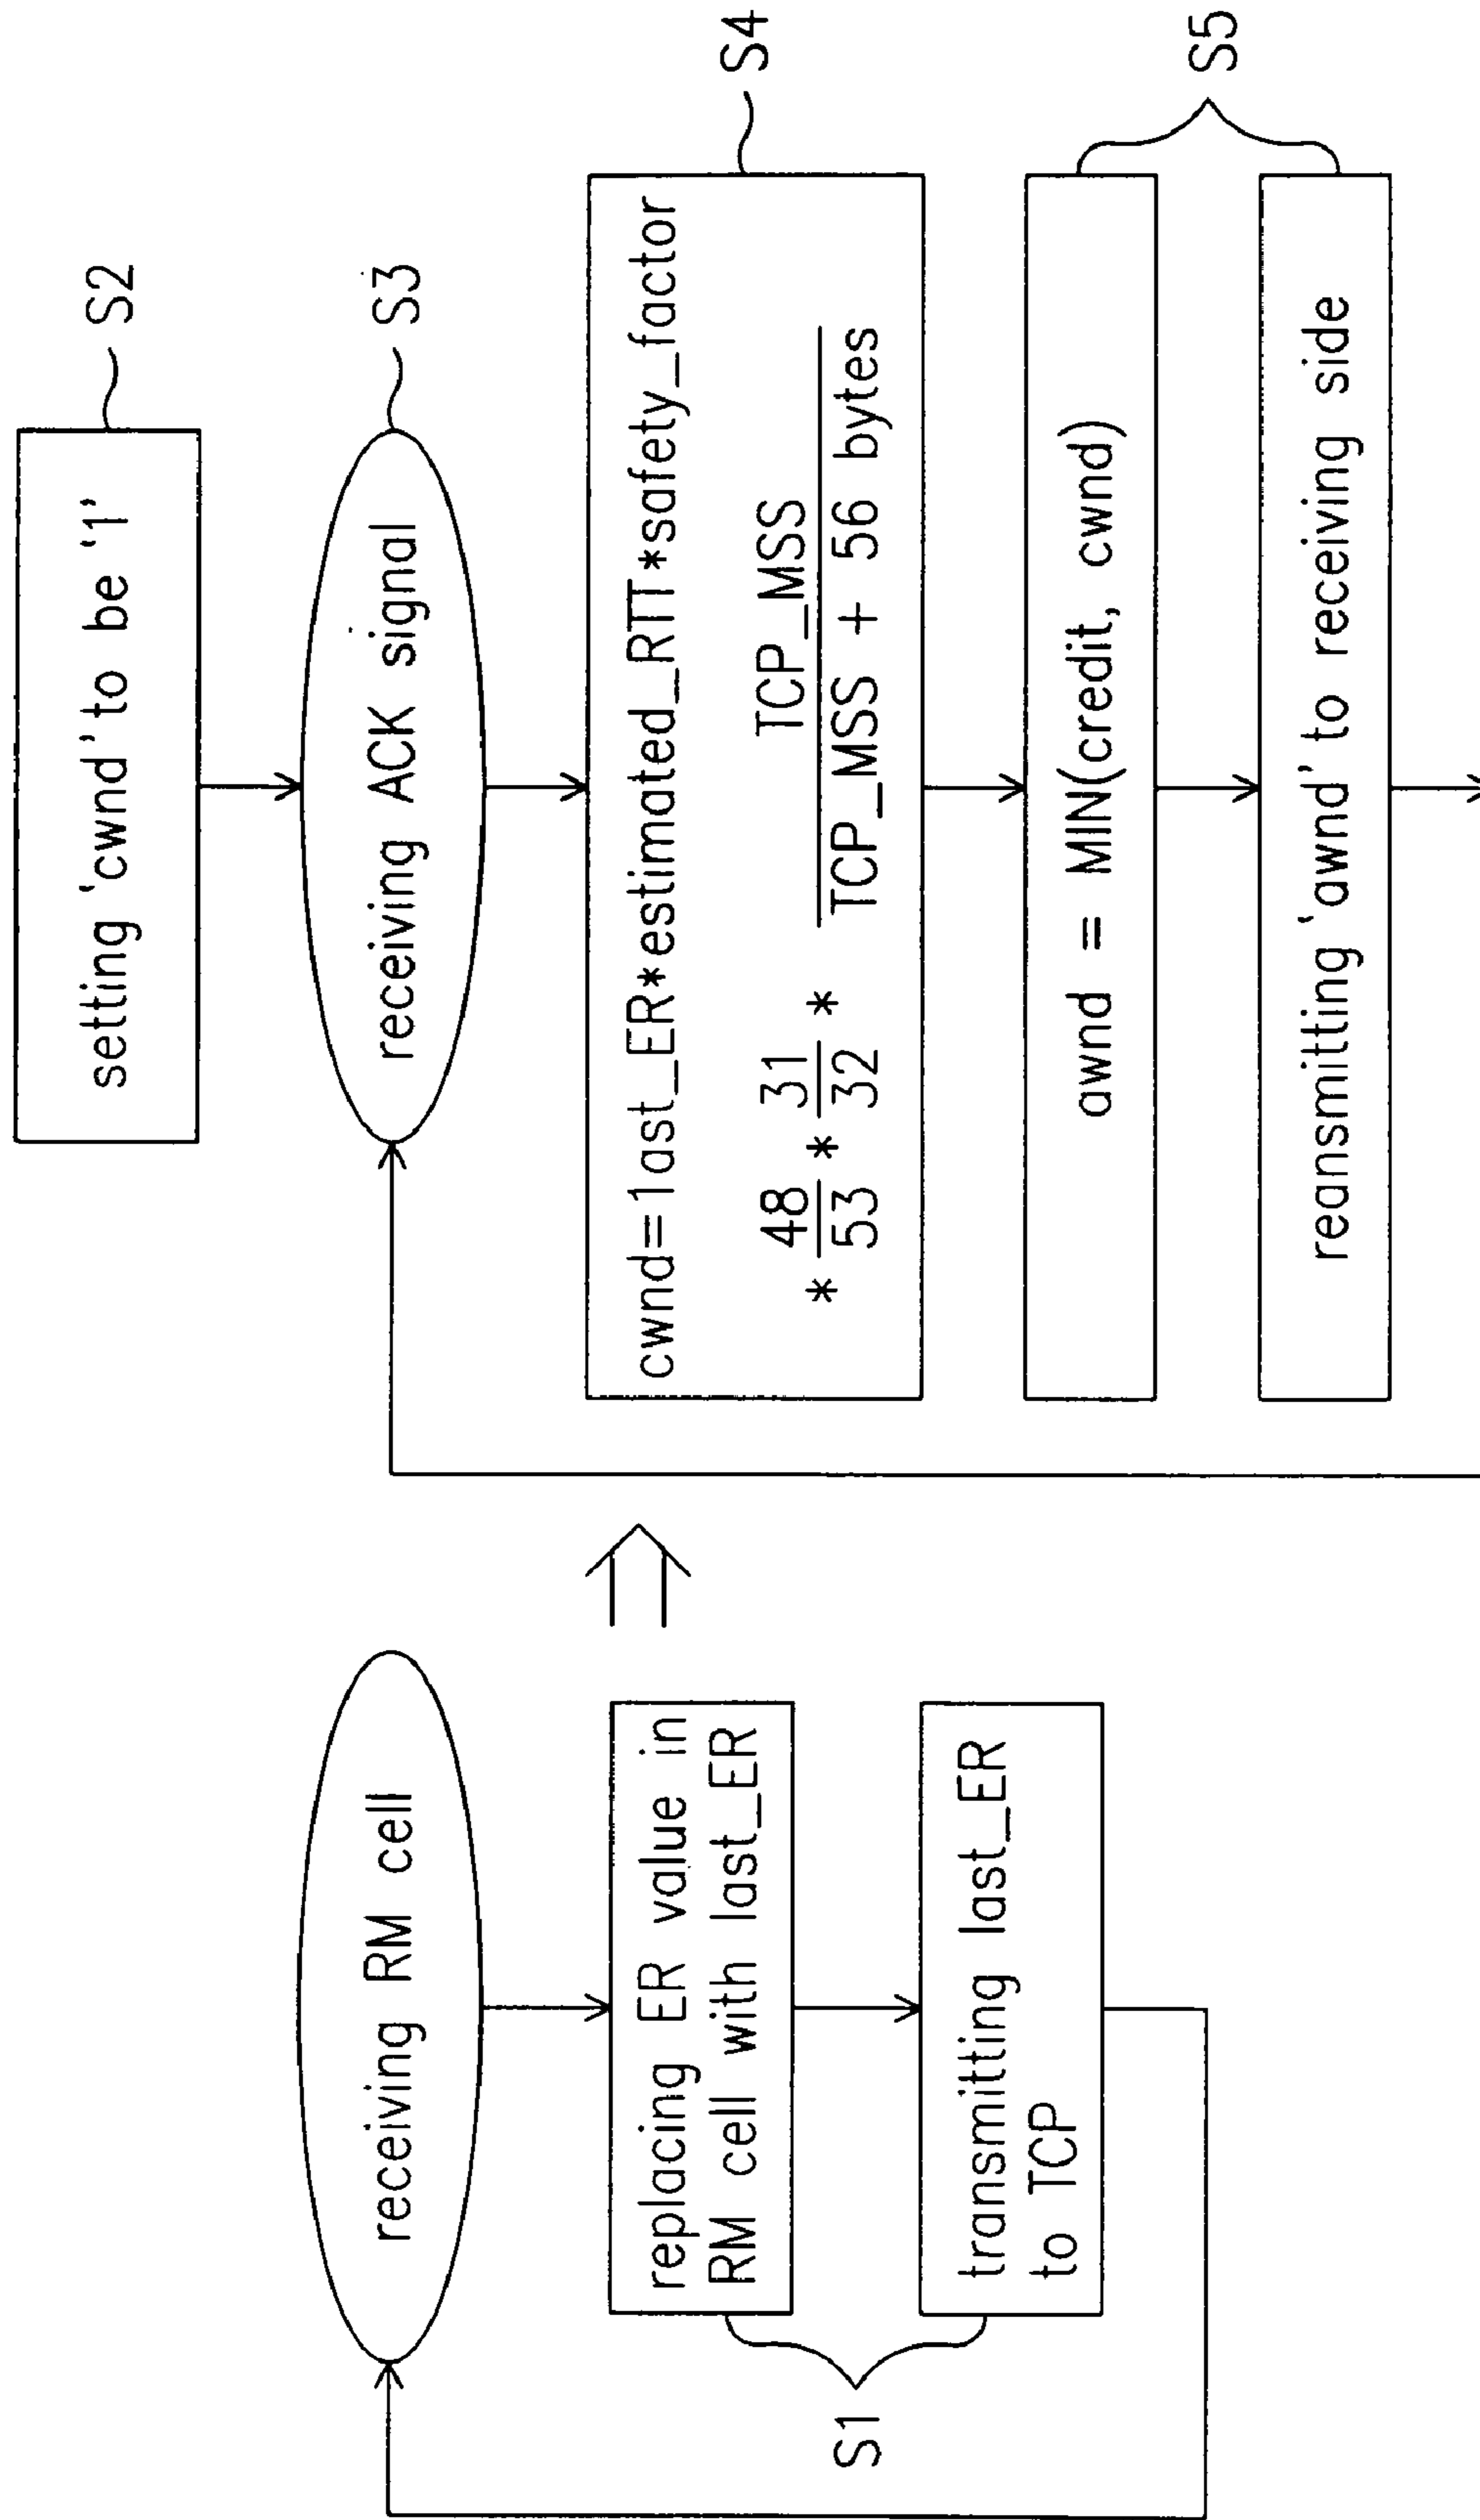 receiving RM cell
replacing ER value in
RM cell with last_ER
transmitting last_ER
to TCP
S1
setting 'cwnd' to be '1'
S2
receiving ACK signal
S3
cwnd=1ast_ER*estimated_RTT*safety_factor
* 48/53 * 31/32 * TCP_MSS/TCP_MSS + 56 bytes
S4
awnd = MIN(credit, cwnd)
reansmitting 'awnd' to receiving side
S5